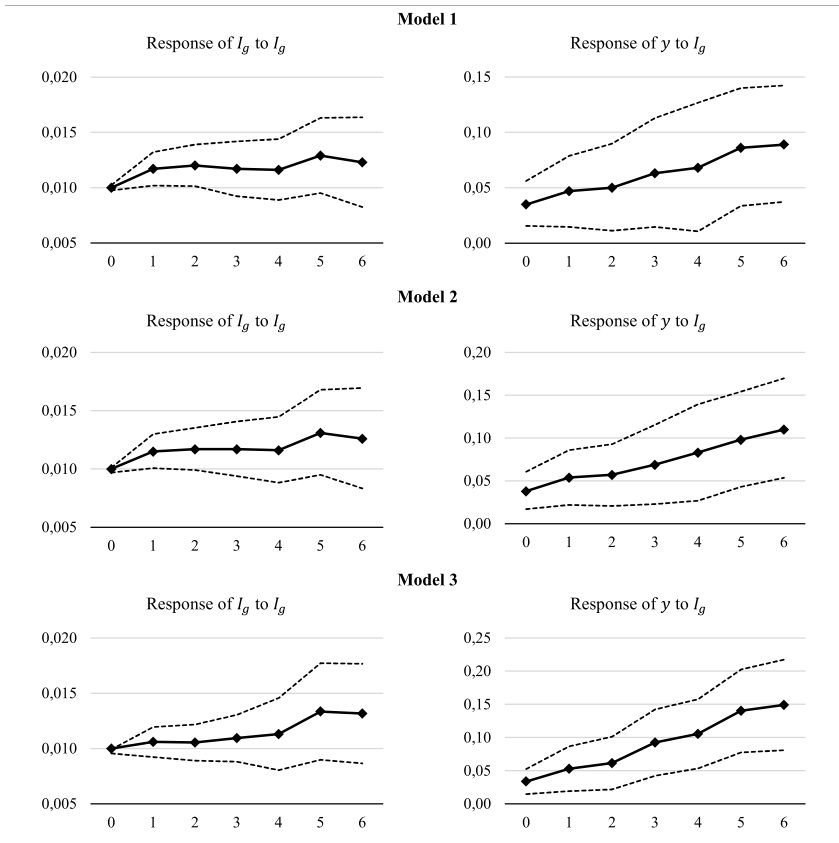 Model 1
Response of I_g to I_g
0,020
0,015
0,010
0,005
0 1 2 3 4 5 6
Response of y to I_g
0,15
0,10
0,05
0,00
0 1 2 3 4 5 6
Model 2
Response of I_g to I_g
0,020
0,015
0,010
0,005
0 1 2 3 4 5 6
Response of y to I_g
0,20
0,15
0,10
0,05
0,00
0 1 2 3 4 5 6
Model 3
Response of I_g to I_g
0,020
0,015
0,010
0,005
0 1 2 3 4 5 6
Response of y to I_g
0,25
0,20
0,15
0,10
0,05
0,00
0 1 2 3 4 5 6